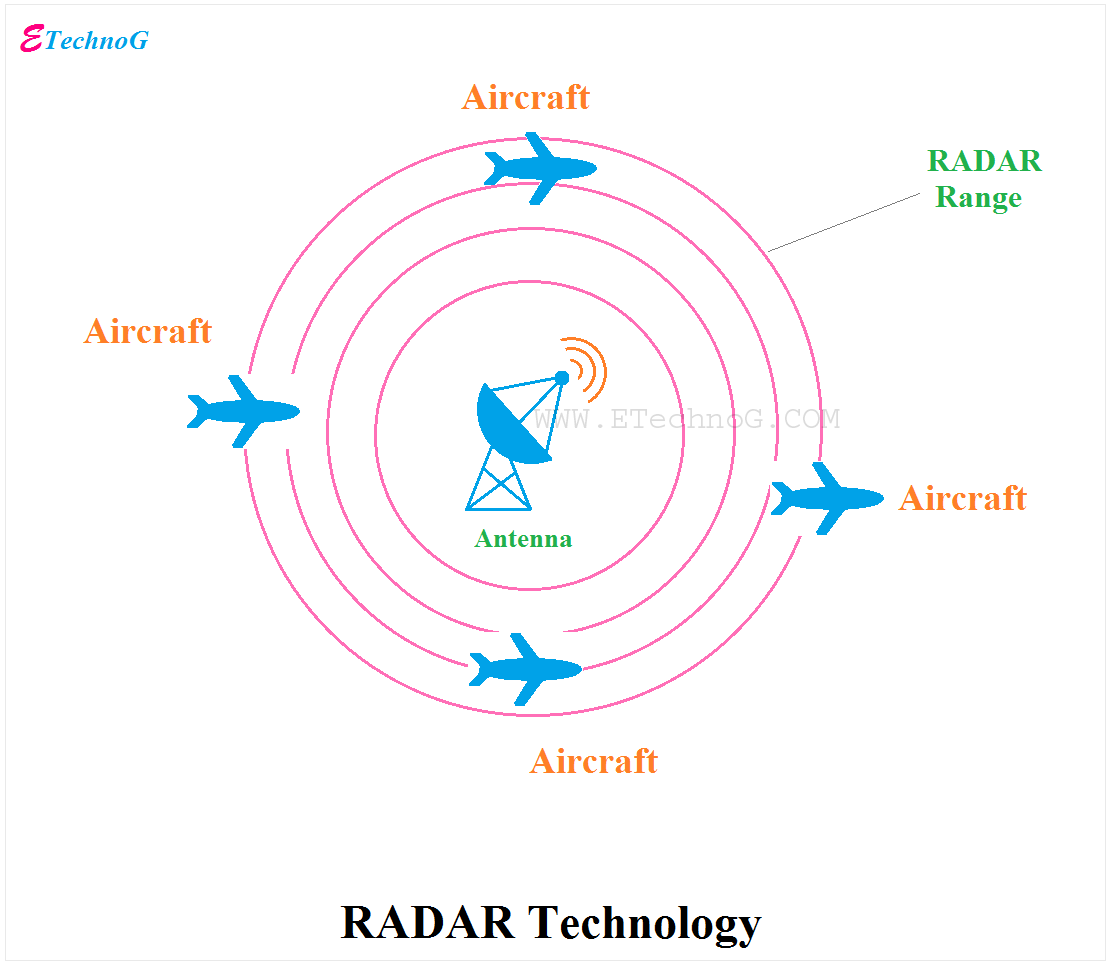 ETechnoG
Aircraft
RADAR
Range
Aircraft
WWW.ETechnoG.COM
Aircraft
Antenna
Aircraft
RADAR Technology